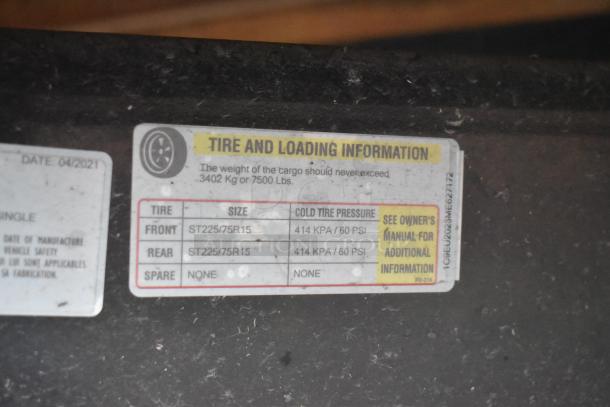 DATE 04/2021
SINGLE
DATE OF MANUFACTURE
VEHICLE SAFETY
LUI SONT APPLICABLES
SA FABRICATION.
TIRE AND LOADING INFORMATION
The weight of the cargo should never exceed
3402 Kg or 7500 Lbs.
TIRE SIZE COLD TIRE PRESSURE SEE OWNER'S MANUAL FOR ADDITIONAL INFORMATION
FRONT ST225/75R15 414 KPA / 60 PSI
REAR ST225/75R15 414 KPA / 60 PSI
SPARE NONE NONE